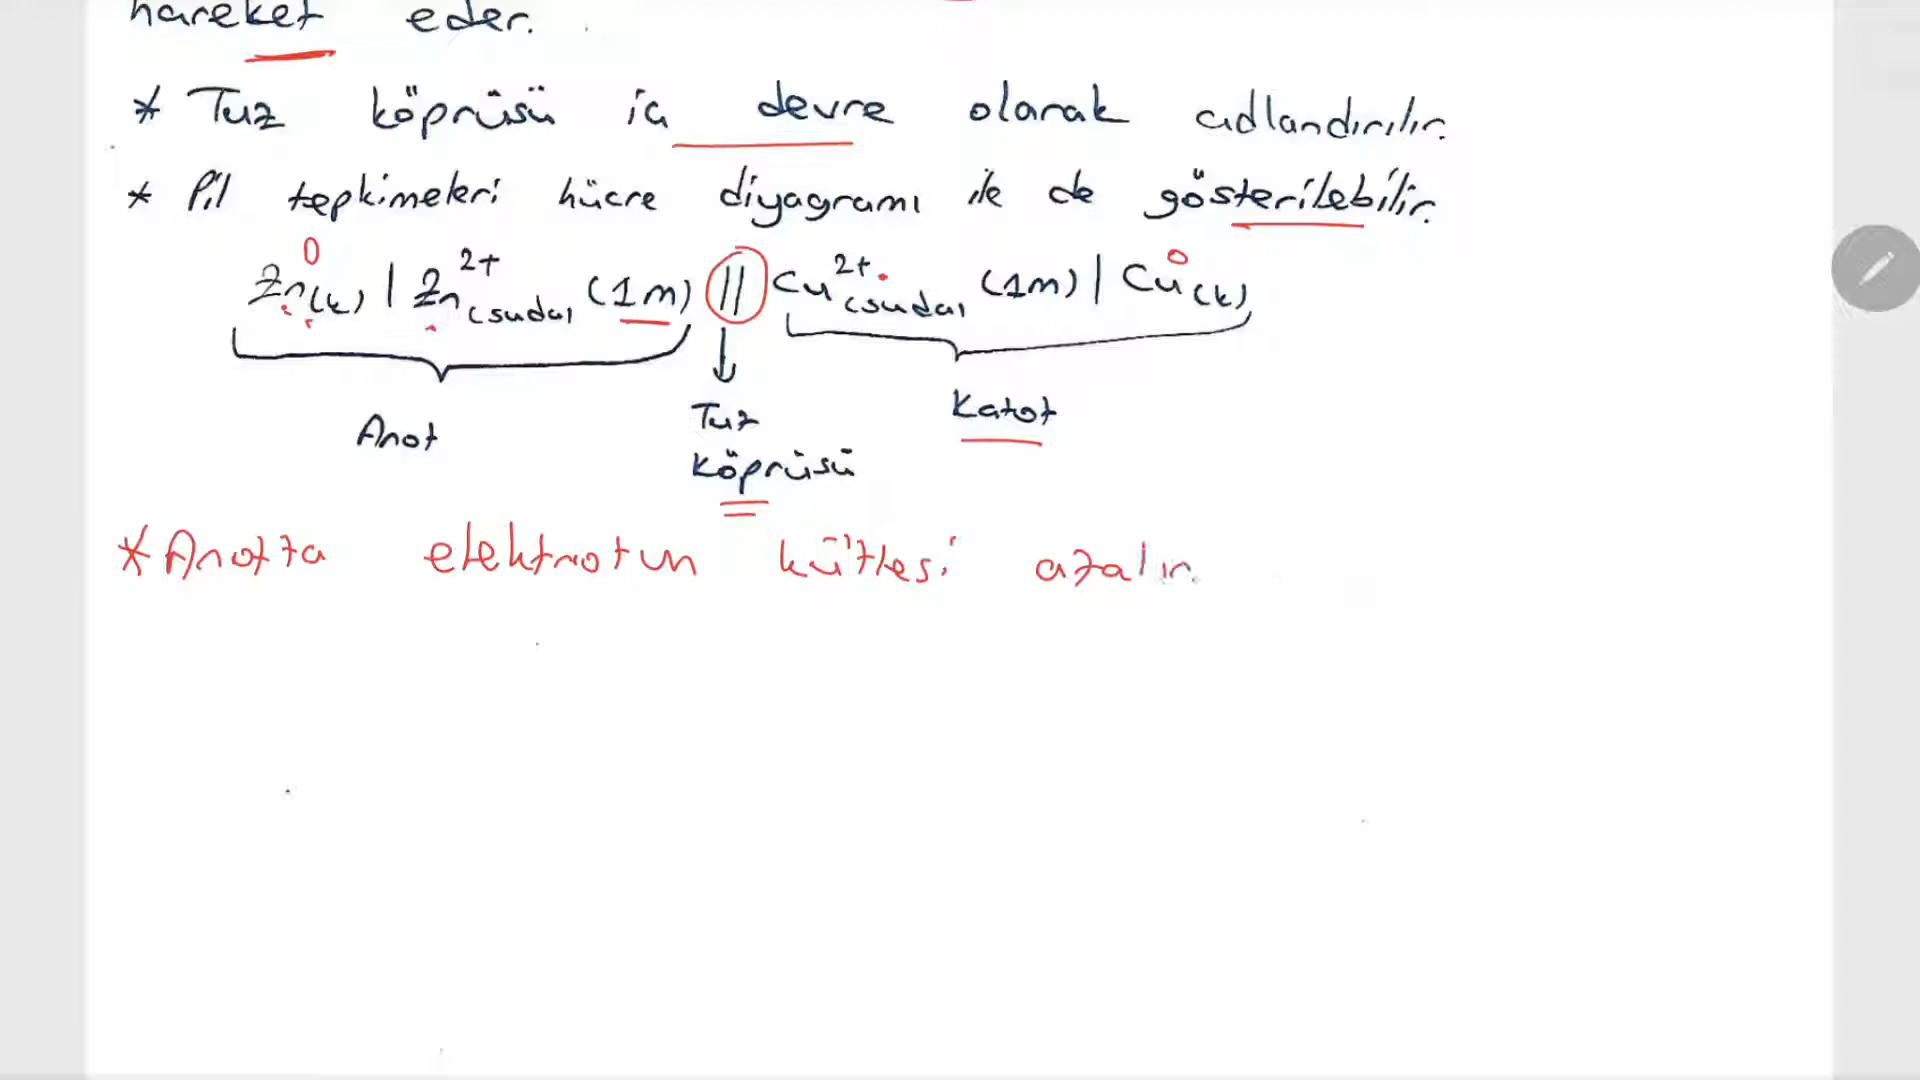 hareket eder.
* Tuz köprüsü iç devre olarak adlandırılır.
* Pil tepkimeleri hücre diyagramı ile de gösterilebilir.
0 2+ 2+ 0
Zn(k) | Zn(suda) (1M) || Cu(suda) (1M) | Cu(k)
Anot Tuz köprüsü Katot
* Anotta elektrotun kütlesi azalır.